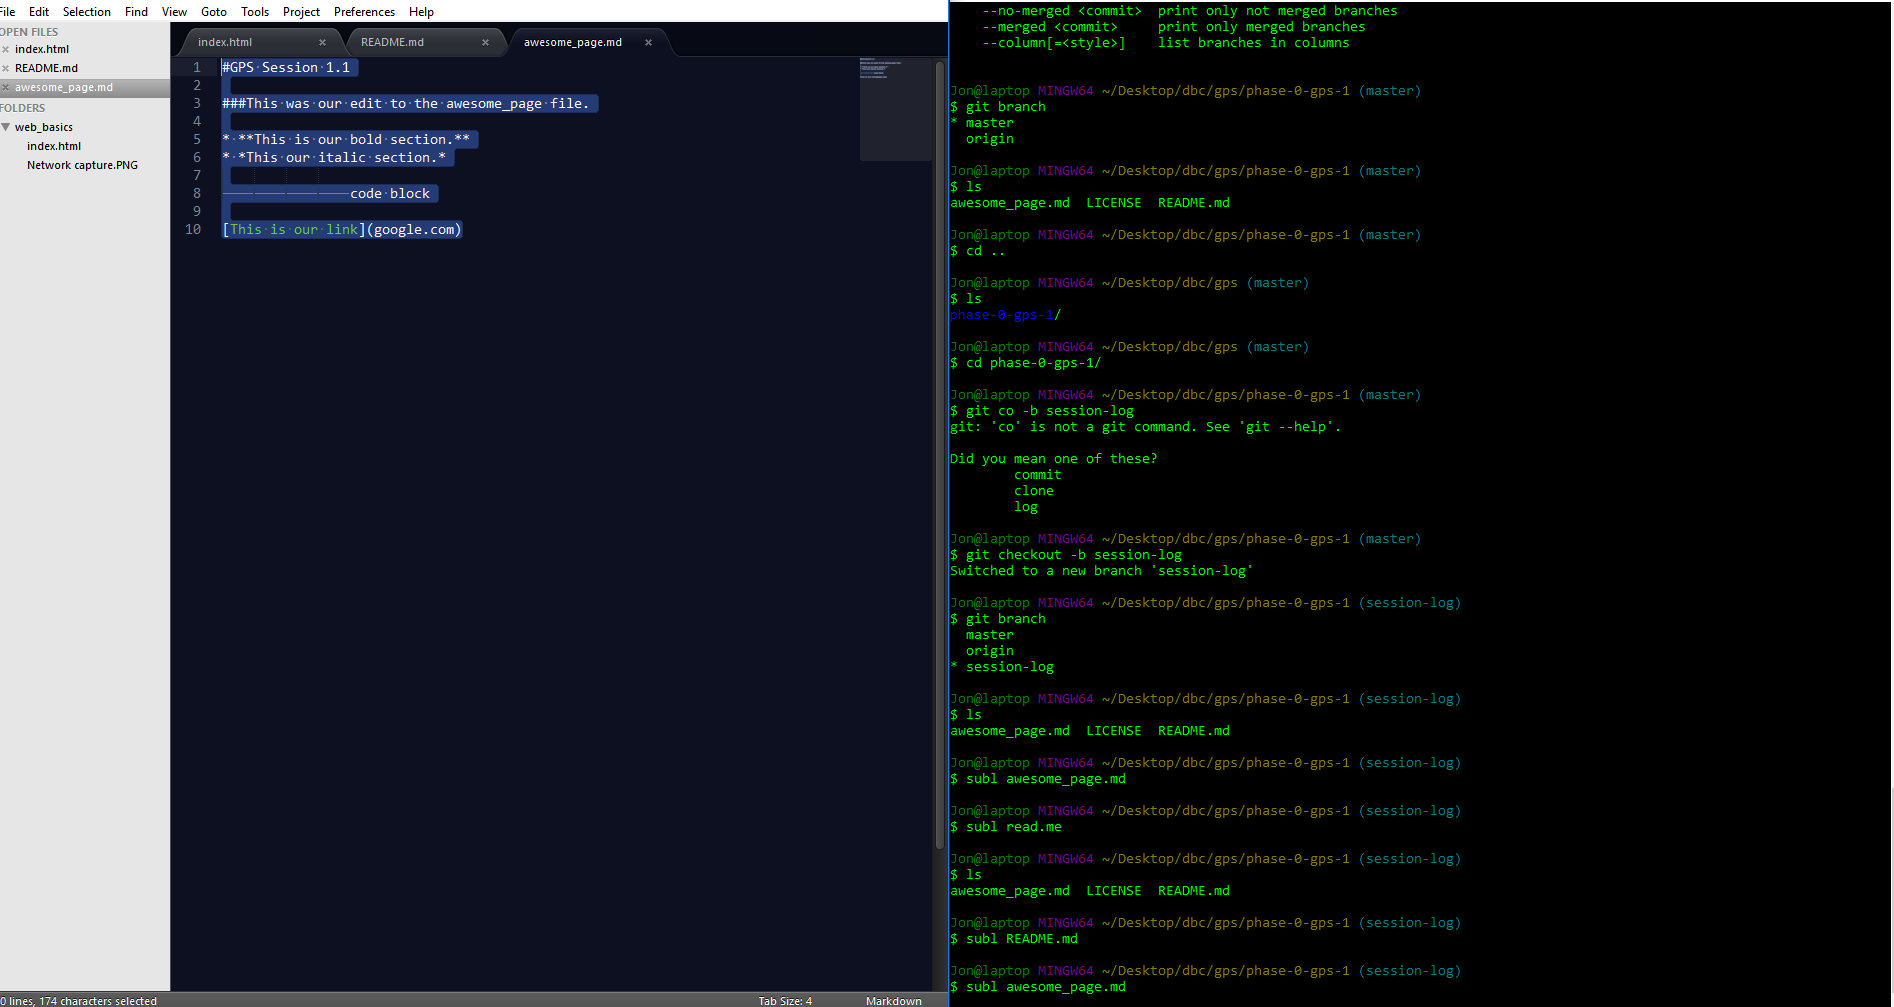 File Edit Selection Find View Goto Tools Project Preferences Help
OPEN FILES
index.html
README.md
awesome_page.md
FOLDERS
web_basics
index.html
Network capture.PNG
index.html README.md awesome_page.md
1 #GPS Session 1.1
2
3 ###This was our edit to the awesome_page file.
4
5 * **This is our bold section.**
6 * *This our italic section.*
7
8 code block
9
10 [This is our link](google.com)
0 lines, 174 characters selected Tab Size: 4 Markdown
--no-merged <commit> print only not merged branches
--merged <commit> print only merged branches
--column[=<style>] list branches in columns
Jon@laptop MINGW64 ~/Desktop/dbc/gps/phase-0-gps-1 (master)
$ git branch
* master
origin
Jon@laptop MINGW64 ~/Desktop/dbc/gps/phase-0-gps-1 (master)
$ ls
awesome_page.md LICENSE README.md
Jon@laptop MINGW64 ~/Desktop/dbc/gps/phase-0-gps-1 (master)
$ cd ..
Jon@laptop MINGW64 ~/Desktop/dbc/gps (master)
$ ls
phase-0-gps-1/
Jon@laptop MINGW64 ~/Desktop/dbc/gps (master)
$ cd phase-0-gps-1/
Jon@laptop MINGW64 ~/Desktop/dbc/gps/phase-0-gps-1 (master)
$ git co -b session-log
git: 'co' is not a git command. See 'git --help'.
Did you mean one of these?
commit
clone
log
Jon@laptop MINGW64 ~/Desktop/dbc/gps/phase-0-gps-1 (master)
$ git checkout -b session-log
Switched to a new branch 'session-log'
Jon@laptop MINGW64 ~/Desktop/dbc/gps/phase-0-gps-1 (session-log)
$ git branch
master
origin
* session-log
Jon@laptop MINGW64 ~/Desktop/dbc/gps/phase-0-gps-1 (session-log)
$ ls
awesome_page.md LICENSE README.md
Jon@laptop MINGW64 ~/Desktop/dbc/gps/phase-0-gps-1 (session-log)
$ subl awesome_page.md
Jon@laptop MINGW64 ~/Desktop/dbc/gps/phase-0-gps-1 (session-log)
$ subl read.me
Jon@laptop MINGW64 ~/Desktop/dbc/gps/phase-0-gps-1 (session-log)
$ ls
awesome_page.md LICENSE README.md
Jon@laptop MINGW64 ~/Desktop/dbc/gps/phase-0-gps-1 (session-log)
$ subl README.md
Jon@laptop MINGW64 ~/Desktop/dbc/gps/phase-0-gps-1 (session-log)
$ subl awesome_page.md